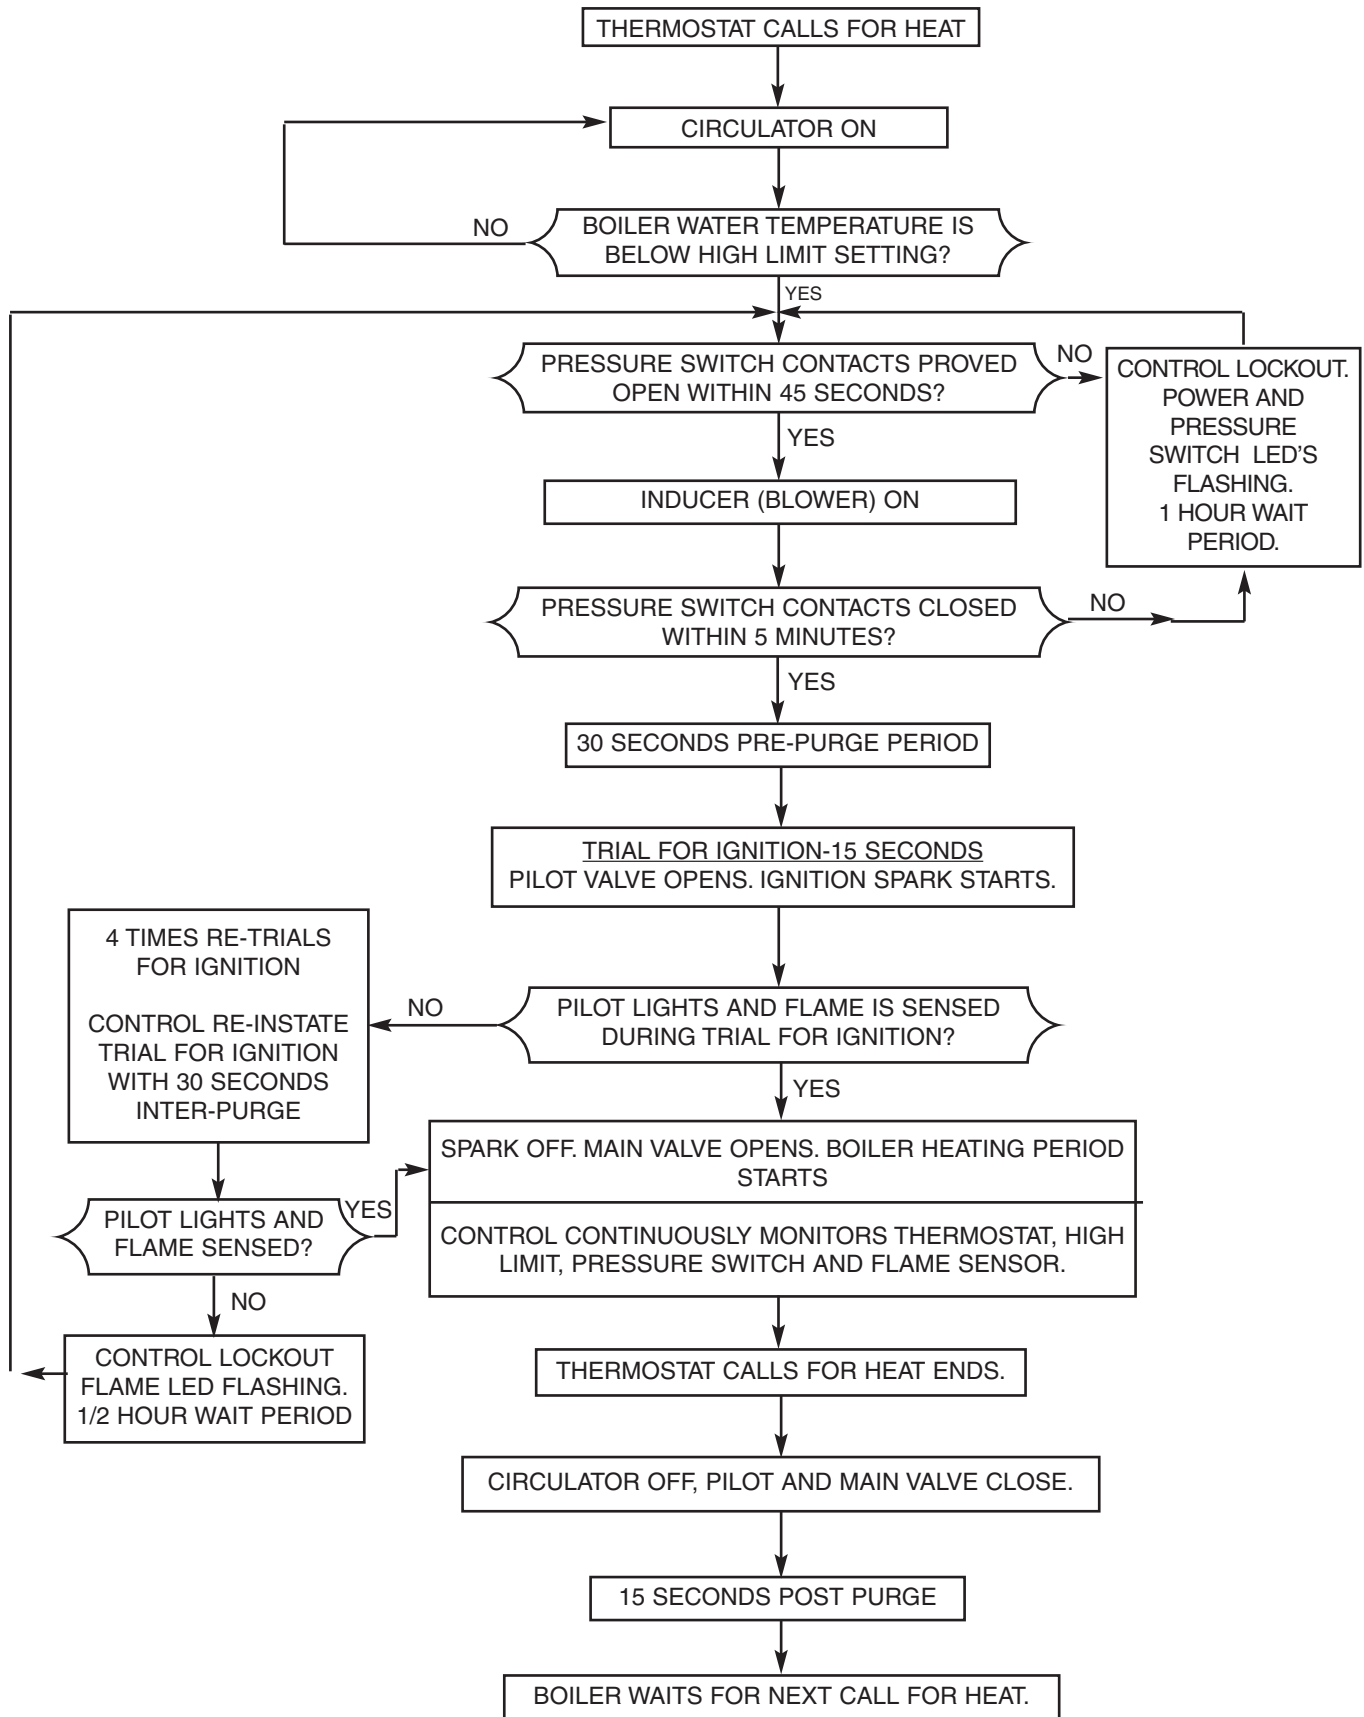 THERMOSTAT CALLS FOR HEAT
CIRCULATOR ON
NO
BOILER WATER TEMPERATURE IS
BELOW HIGH LIMIT SETTING?
YES
PRESSURE SWITCH CONTACTS PROVED
OPEN WITHIN 45 SECONDS?
NO
CONTROL LOCKOUT.
POWER AND
PRESSURE
SWITCH LED'S
FLASHING.
1 HOUR WAIT
PERIOD.
YES
INDUCER (BLOWER) ON
PRESSURE SWITCH CONTACTS CLOSED
WITHIN 5 MINUTES?
NO
YES
30 SECONDS PRE-PURGE PERIOD
TRIAL FOR IGNITION-15 SECONDS
PILOT VALVE OPENS. IGNITION SPARK STARTS.
PILOT LIGHTS AND FLAME IS SENSED
DURING TRIAL FOR IGNITION?
NO
4 TIMES RE-TRIALS
FOR IGNITION
CONTROL RE-INSTATE
TRIAL FOR IGNITION
WITH 30 SECONDS
INTER-PURGE
YES
SPARK OFF. MAIN VALVE OPENS. BOILER HEATING PERIOD
STARTS
CONTROL CONTINUOUSLY MONITORS THERMOSTAT, HIGH
LIMIT, PRESSURE SWITCH AND FLAME SENSOR.
PILOT LIGHTS AND
FLAME SENSED?
YES
NO
CONTROL LOCKOUT
FLAME LED FLASHING.
1/2 HOUR WAIT PERIOD
THERMOSTAT CALLS FOR HEAT ENDS.
CIRCULATOR OFF, PILOT AND MAIN VALVE CLOSE.
15 SECONDS POST PURGE
BOILER WAITS FOR NEXT CALL FOR HEAT.